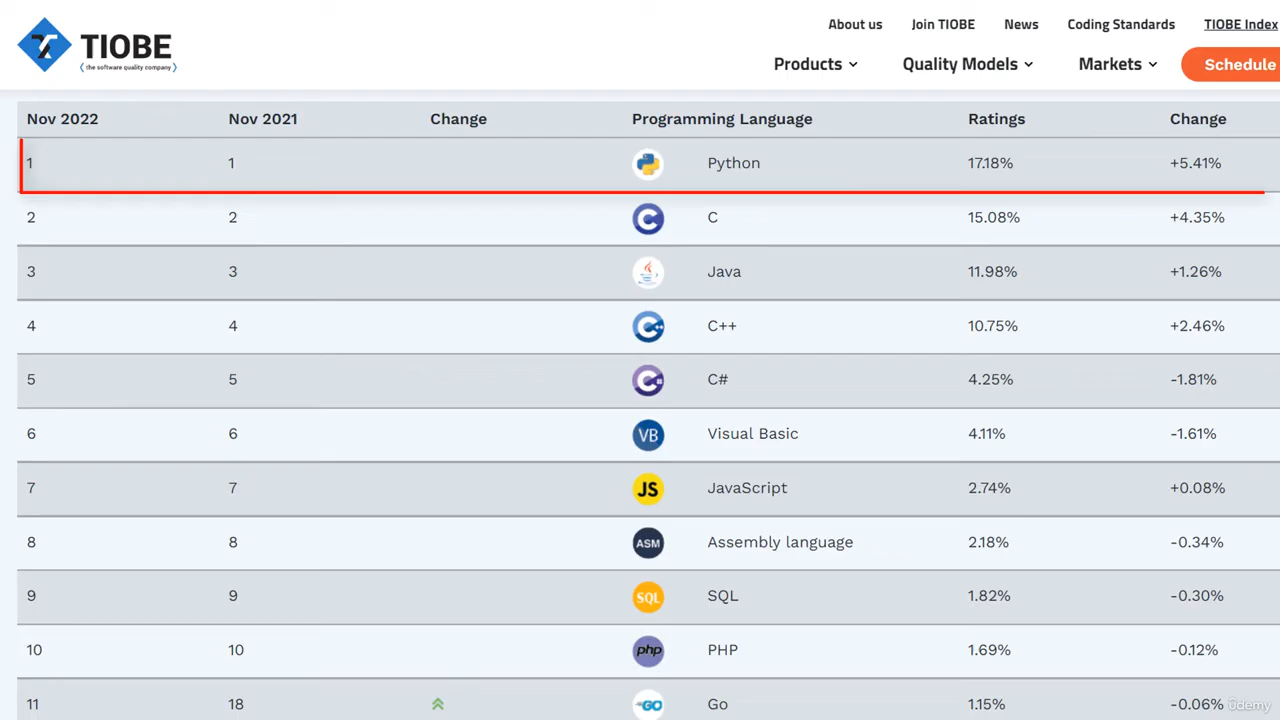 About us Join TIOBE News Coding Standards TIOBE Index
TIOBE
(the software quality company)
Products Quality Models Markets Schedule
Nov 2022 Nov 2021 Change Programming Language Ratings Change
1 1 Python 17.18% +5.41%
2 2 C 15.08% +4.35%
3 3 Java 11.98% +1.26%
4 4 C++ 10.75% +2.46%
5 5 C# 4.25% -1.81%
6 6 VB Visual Basic 4.11% -1.61%
7 7 JS JavaScript 2.74% +0.08%
8 8 ASM Assembly language 2.18% -0.34%
9 9 SQL SQL 1.82% -0.30%
10 10 php PHP 1.69% -0.12%
11 18 GO Go 1.15% -0.06%
ûdemy